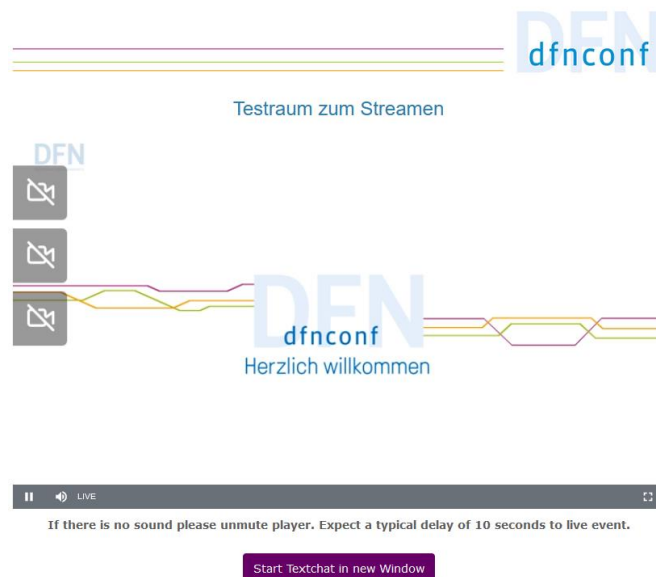 DFN
dfnconf
Testraum zum Streamen
DFN
DFN
dfnconf
Herzlich willkommen
LIVE
If there is no sound please unmute player. Expect a typical delay of 10 seconds to live event.
Start Textchat in new Window